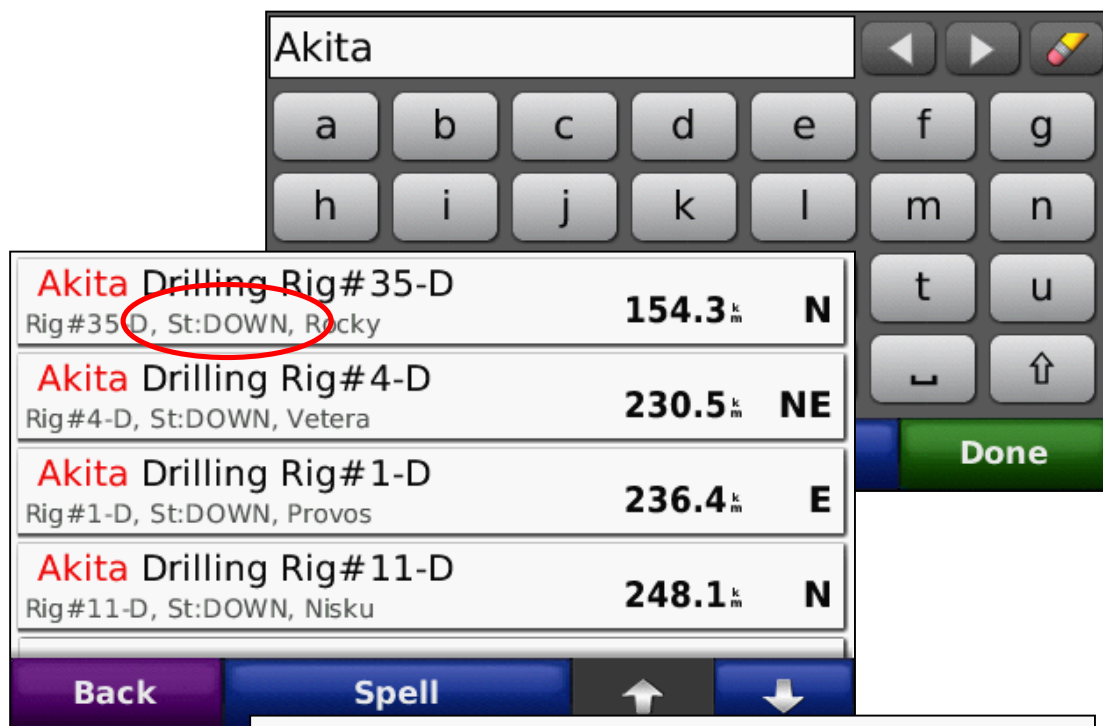 Akita
a b c d e f g
h i j k l m n
t u
Done
Akita Drilling Rig#35-D
Rig#35-D, St:DOWN, Rocky
154.3 km N
Akita Drilling Rig#4-D
Rig#4-D, St:DOWN, Vetera
230.5 km NE
Akita Drilling Rig#1-D
Rig#1-D, St:DOWN, Provos
236.4 km E
Akita Drilling Rig#11-D
Rig#11-D, St:DOWN, Nisku
248.1 km N
Back Spell